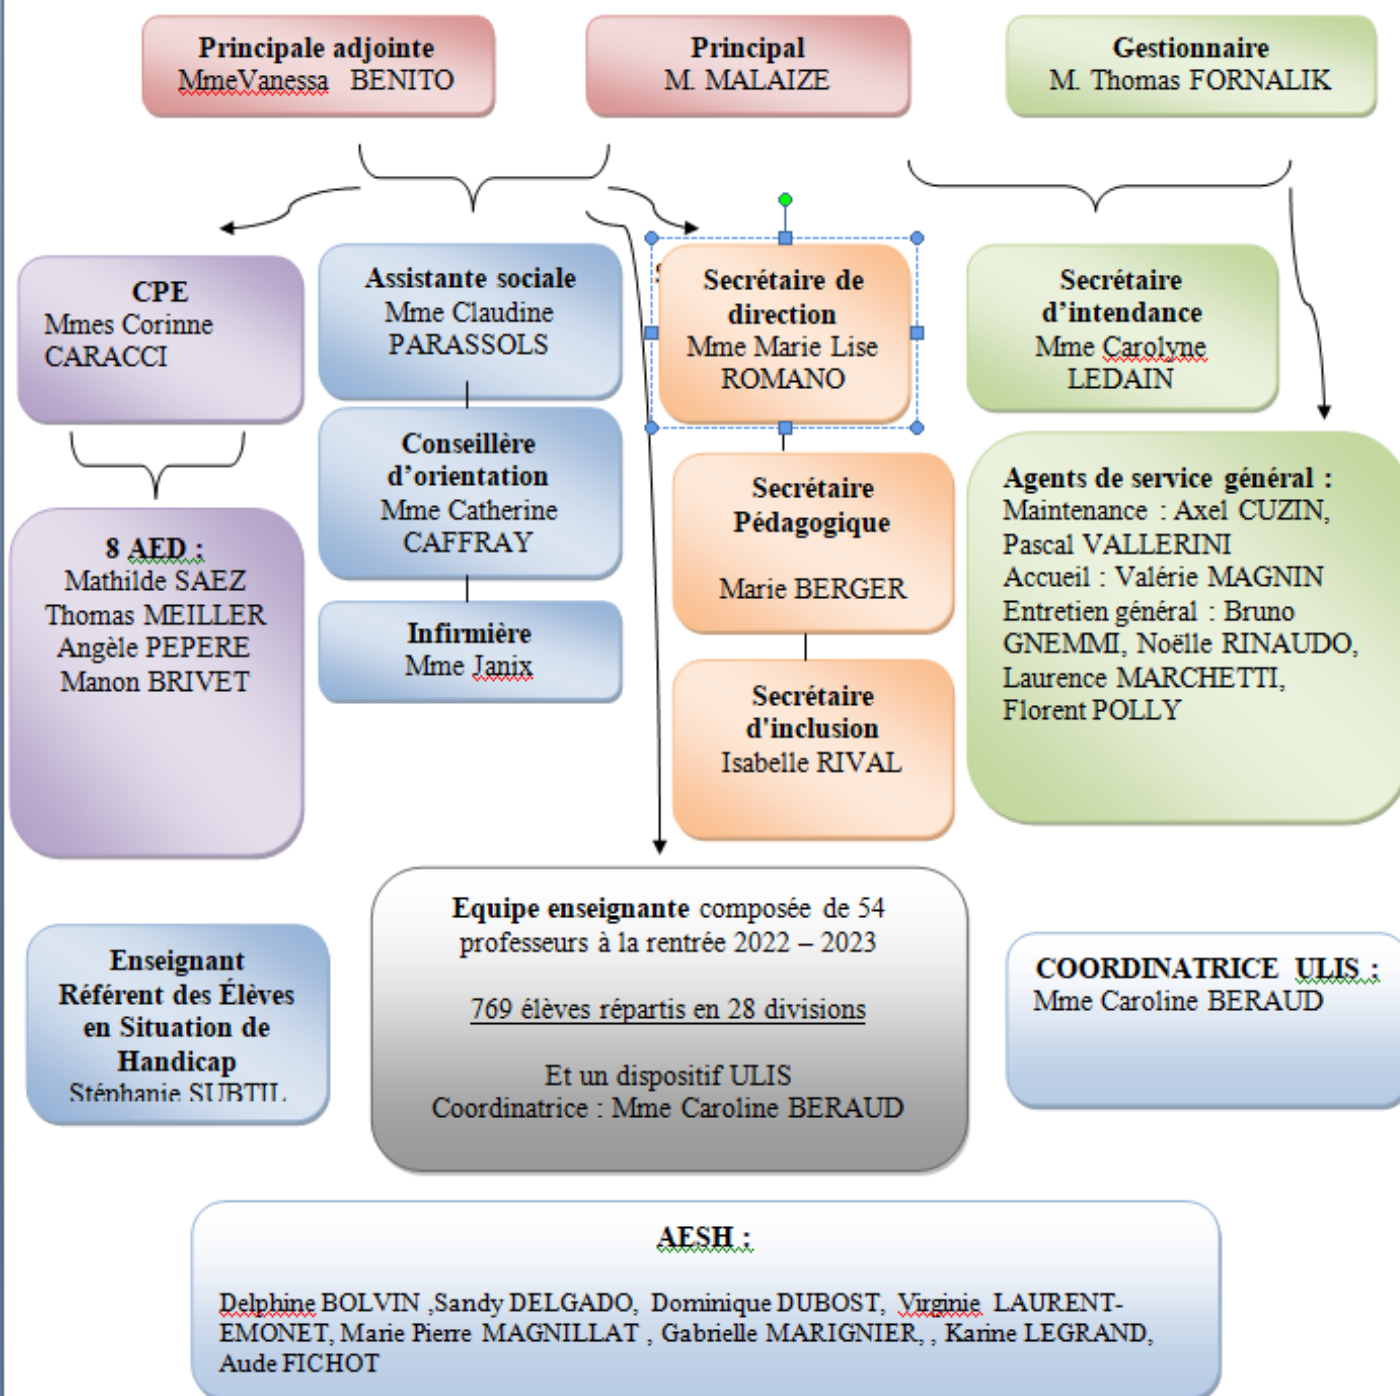 Principale adjointe
MmeVanessa BENITO
Principal
M. MALAIZE
Gestionnaire
M. Thomas FORNALIK
CPE
Mmes Corinne
CARACCI
Assistante sociale
Mme Claudine
PARASSOLS
Secrétaire de
direction
Mme Marie Lise
ROMANO
Secrétaire
d’intendance
Mme Carolyne
LEDAIN
Conseillère
d’orientation
Mme Catherine
CAFFRAY
Secrétaire
Pédagogique
Marie BERGER
Agents de service général :
Maintenance : Axel CUZIN,
Pascal VALLERINI
Accueil : Valérie MAGNIN
Entretien général : Bruno
GNEMMI, Noëlle RINAUDO,
Laurence MARCHETTI,
Florent POLLY
8 AED :
Mathilde SAEZ
Thomas MEILLER
Angèle PEPERE
Manon BRIVET
Infirmière
Mme Janix
Secrétaire
d'inclusion
Isabelle RIVAL
Enseignant
Référent des Élèves
en Situation de
Handicap
Stéphanie SUBTIL
Equipe enseignante composée de 54
professeurs à la rentrée 2022 – 2023
769 élèves répartis en 28 divisions
Et un dispositif ULIS
Coordinatrice : Mme Caroline BERAUD
COORDINATRICE ULIS :
Mme Caroline BERAUD
AESH :
Delphine BOLVIN ,Sandy DELGADO, Dominique DUBOST, Virginie LAURENT-
EMONET, Marie Pierre MAGNILLAT , Gabrielle MARIGNIER, , Karine LEGRAND,
Aude FICHOT